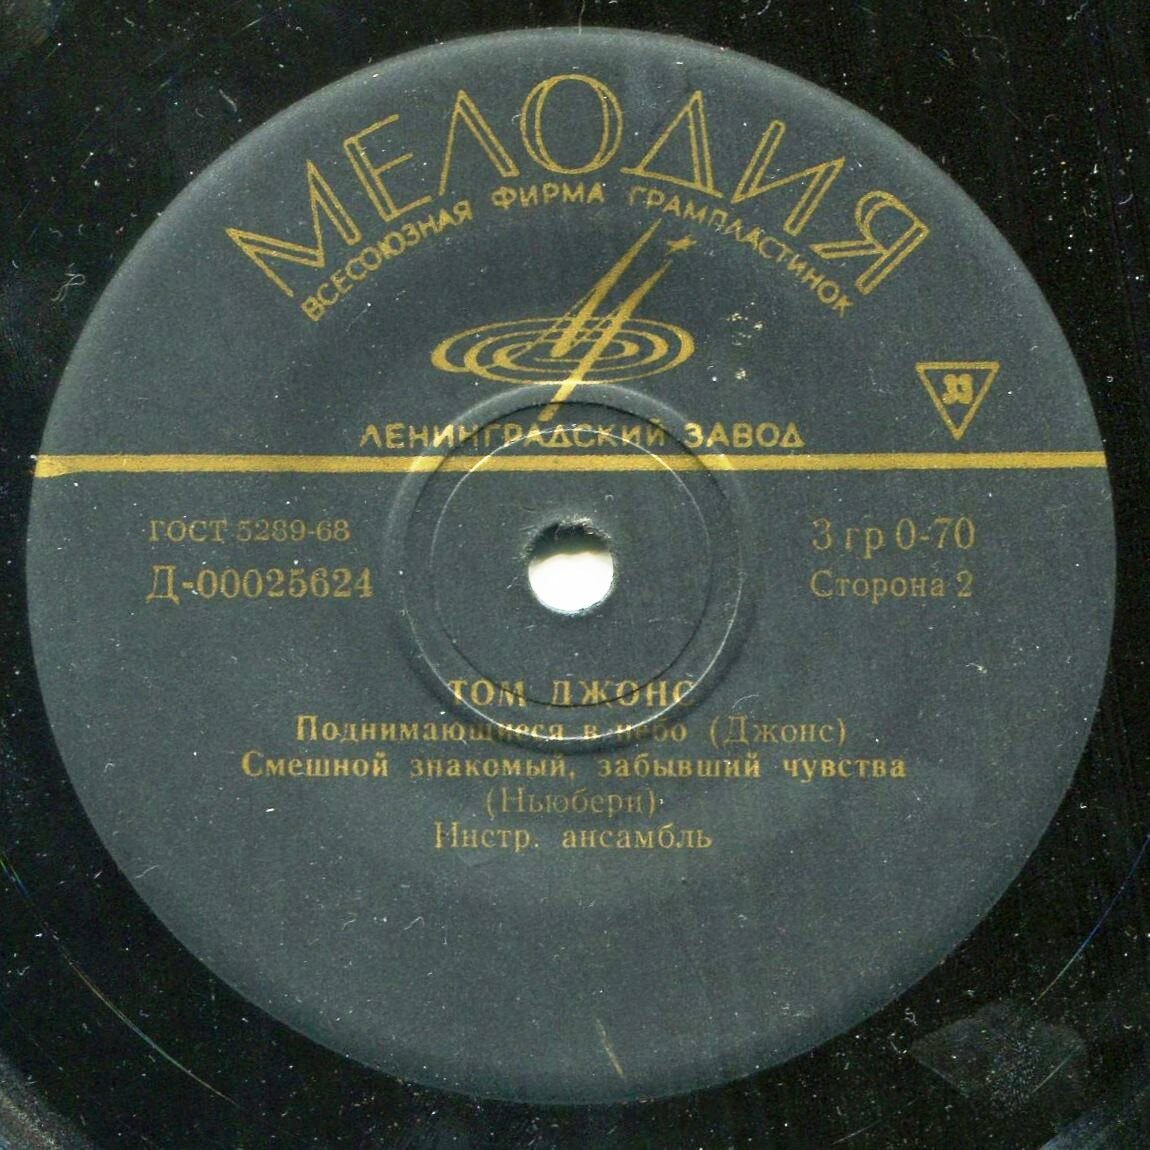 МЕЛОДИЯ
ВСЕСОЮЗНАЯ ФИРМА ГРАМПЛАСТИНОК
33
ЛЕНИНГРАДСКИЙ ЗАВОД
ГОСТ 5289-68
Д-00025624
3 гр 0-70
Сторона 2
ТОМ ДЖОНС
Поднимающиеся в небо (Джонс)
Смешной знакомый, забывший чувства
(Ньюбери)
Инстр. ансамбль